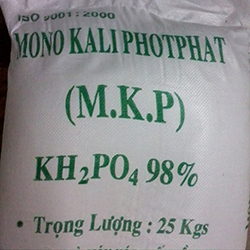 ISO 9001:2000
MONO KALI PHOTPHAT
(M.K.P)
KH₂PO₄ 98%
• Trọng Lượng : 25 Kgs